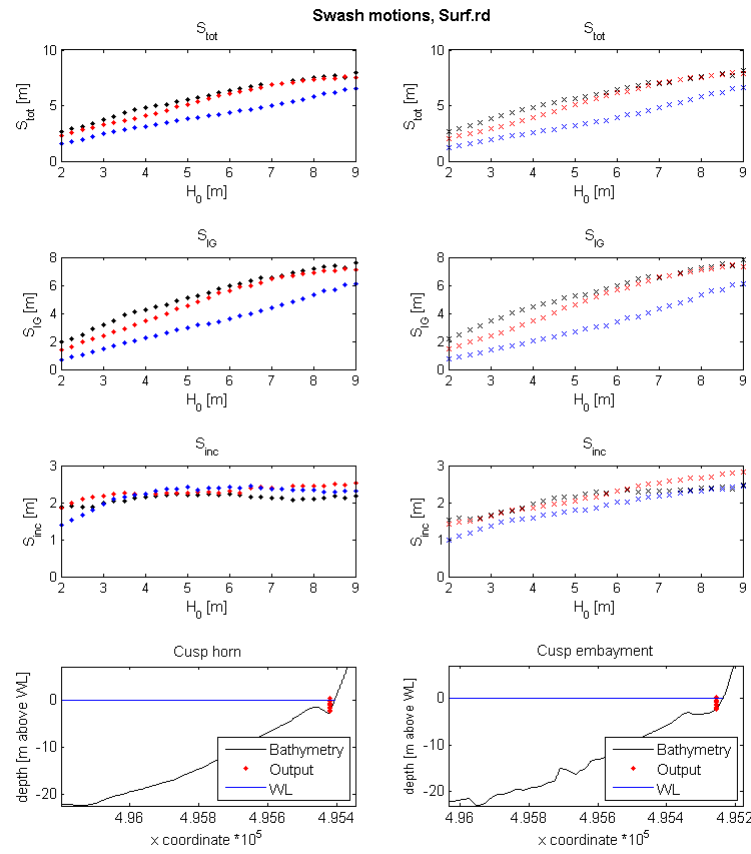 Swash motions, Surf.rd
S_tot
S_tot
10
5
0
S_tot [m]
2 3 4 5 6 7 8 9
H_0 [m]
10
5
0
S_tot [m]
2 3 4 5 6 7 8 9
H_0 [m]
S_IG
S_IG
8
6
4
2
0
S_IG [m]
2 3 4 5 6 7 8 9
H_0 [m]
8
6
4
2
0
S_IG [m]
2 3 4 5 6 7 8 9
H_0 [m]
S_inc
S_inc
3
2
1
0
S_inc [m]
2 3 4 5 6 7 8 9
H_0 [m]
3
2
1
0
S_inc [m]
2 3 4 5 6 7 8 9
H_0 [m]
Cusp horn
0
-10
-20
depth [m above WL]
Bathymetry
Output
WL
4.96 4.958 4.956 4.954
x coordinate *10^5
Cusp embayment
0
-10
-20
depth [m above WL]
Bathymetry
Output
WL
4.96 4.958 4.956 4.954 4.952
x coordinate *10^5